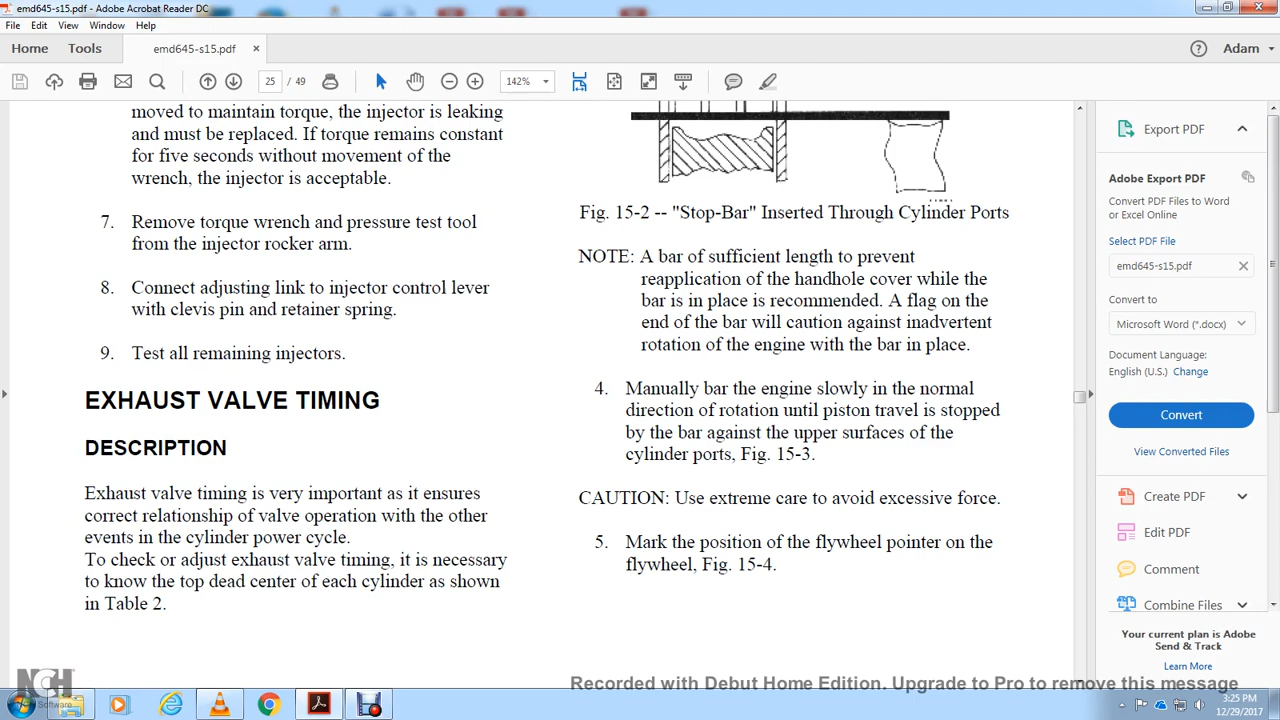 emd645-s15.pdf - Adobe Acrobat Reader DC
File Edit View Window Help
Home Tools emd645-s15.pdf × Adam
25 / 49 142%
moved to maintain torque, the injector is leaking
and must be replaced. If torque remains constant
for five seconds without movement of the
wrench, the injector is acceptable.
7. Remove torque wrench and pressure test tool
from the injector rocker arm.
8. Connect adjusting link to injector control lever
with clevis pin and retainer spring.
9. Test all remaining injectors.
EXHAUST VALVE TIMING
DESCRIPTION
Exhaust valve timing is very important as it ensures
correct relationship of valve operation with the other
events in the cylinder power cycle.
To check or adjust exhaust valve timing, it is necessary
to know the top dead center of each cylinder as shown
in Table 2.
Fig. 15-2 -- "Stop-Bar" Inserted Through Cylinder Ports
NOTE: A bar of sufficient length to prevent
reapplication of the handhole cover while the
bar is in place is recommended. A flag on the
end of the bar will caution against inadvertent
rotation of the engine with the bar in place.
4. Manually bar the engine slowly in the normal
direction of rotation until piston travel is stopped
by the bar against the upper surfaces of the
cylinder ports, Fig. 15-3.
CAUTION: Use extreme care to avoid excessive force.
5. Mark the position of the flywheel pointer on the
flywheel, Fig. 15-4.
Export PDF
Adobe Export PDF
Convert PDF Files to Word
or Excel Online
Select PDF File
emd645-s15.pdf
Convert to
Microsoft Word (*.docx)
Document Language:
English (U.S.) Change
Convert
View Converted Files
Create PDF
Edit PDF
Comment
Combine Files
Your current plan is Adobe
Send & Track
Learn More
NCH
Software
Recorded with Debut Home Edition. Upgrade to Pro to remove this message
3:25 PM
12/29/2017